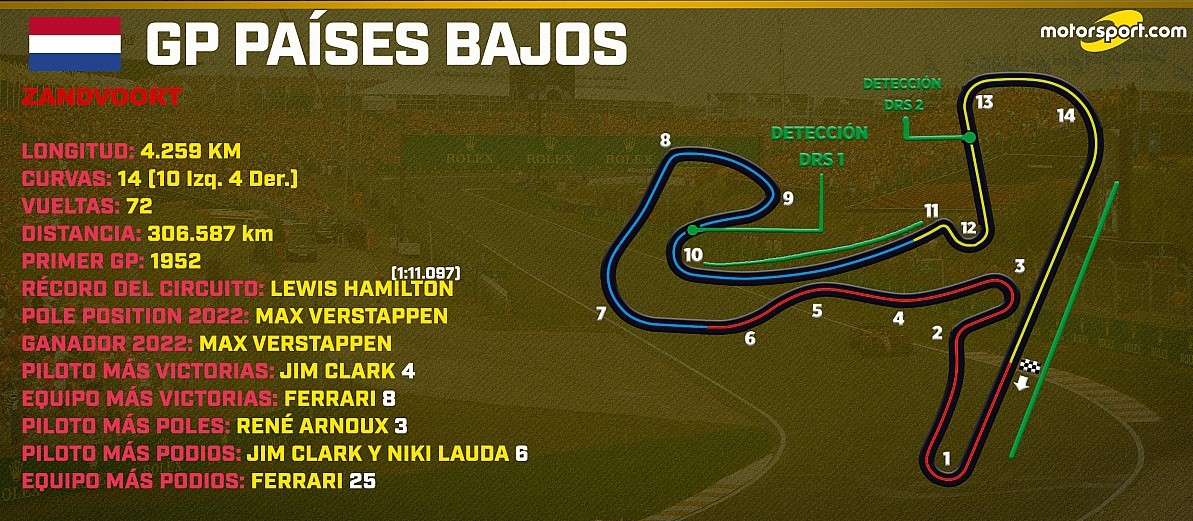 GP PAÍSES BAJOS
motorsport.com
ZANDVOORT
LONGITUD: 4.259 KM
CURVAS: 14 (10 Izq. 4 Der.)
VUELTAS: 72
DISTANCIA: 306.587 km
PRIMER GP: 1952
(1:11.097)
RÉCORD DEL CIRCUITO: LEWIS HAMILTON
POLE POSITION 2022: MAX VERSTAPPEN
GANADOR 2022: MAX VERSTAPPEN
PILOTO MÁS VICTORIAS: JIM CLARK 4
EQUIPO MÁS VICTORIAS: FERRARI 8
PILOTO MÁS POLES: RENÉ ARNOUX 3
PILOTO MÁS PODIOS: JIM CLARK Y NIKI LAUDA 6
EQUIPO MÁS PODIOS: FERRARI 25
DETECCIÓN
DRS 2
13
14
DETECCIÓN
DRS 1
8
9
11
12
10
3
7
6
5
4
2
1
ROLEX
ROLEX
ROLEX
ROLEX